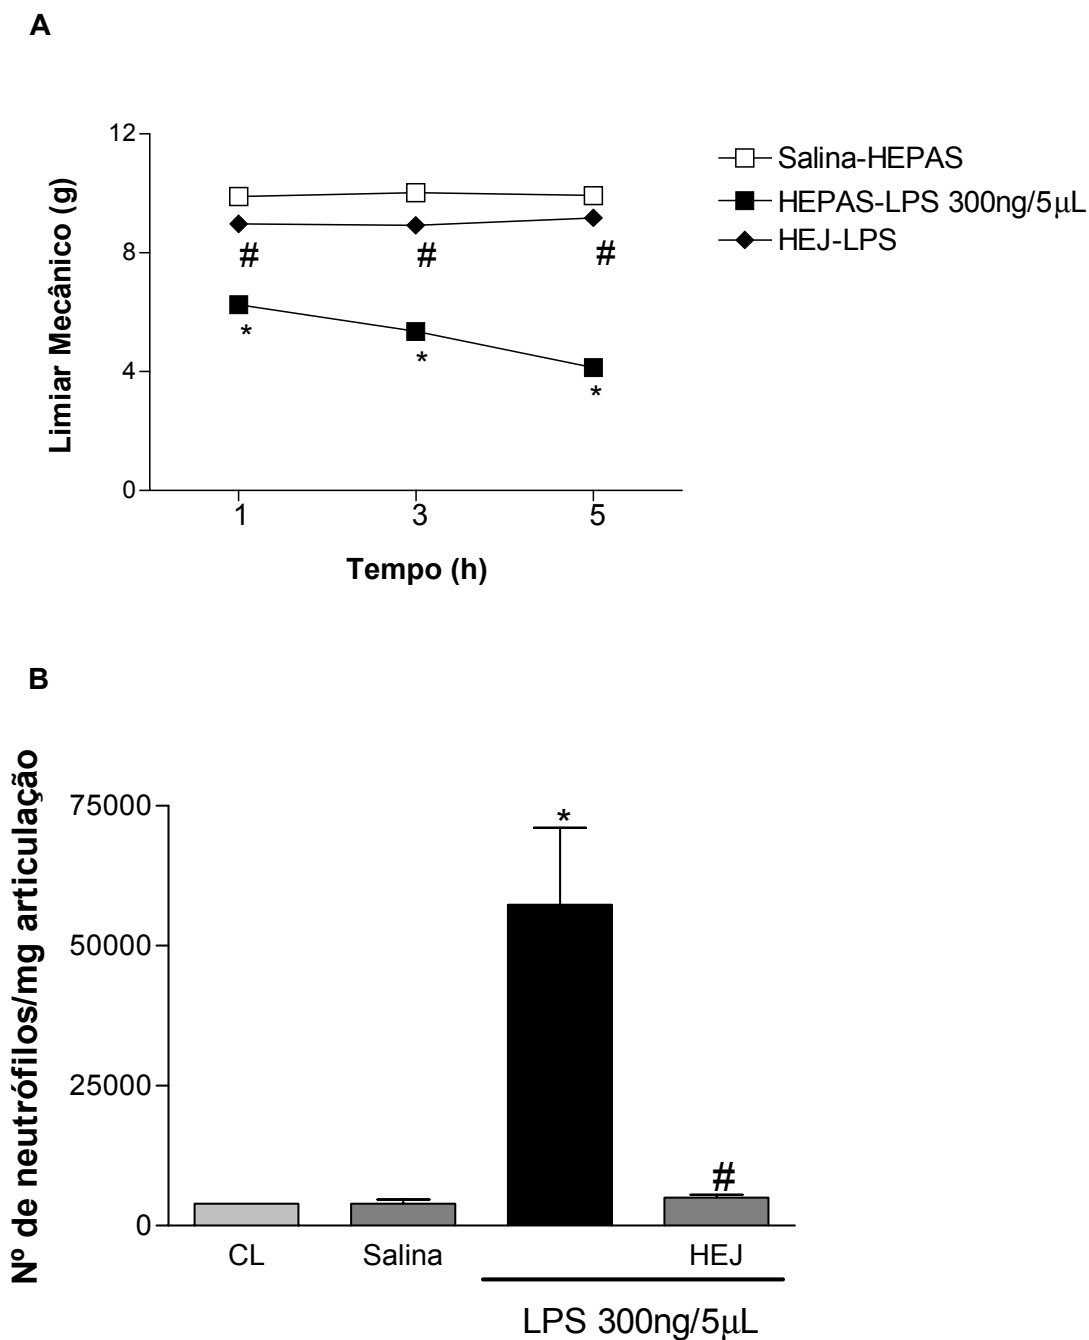 A
12
8
4
0
Limiar Mecânico (g)
# # #
* * *
1 3 5
Tempo (h)
Salina-HEPAS
HEPAS-LPS 300ng/5μL
HEJ-LPS
B
Nº de neutrófilos/mg articulação
75000
50000
25000
0
*
#
CL Salina HEJ
LPS 300ng/5μL